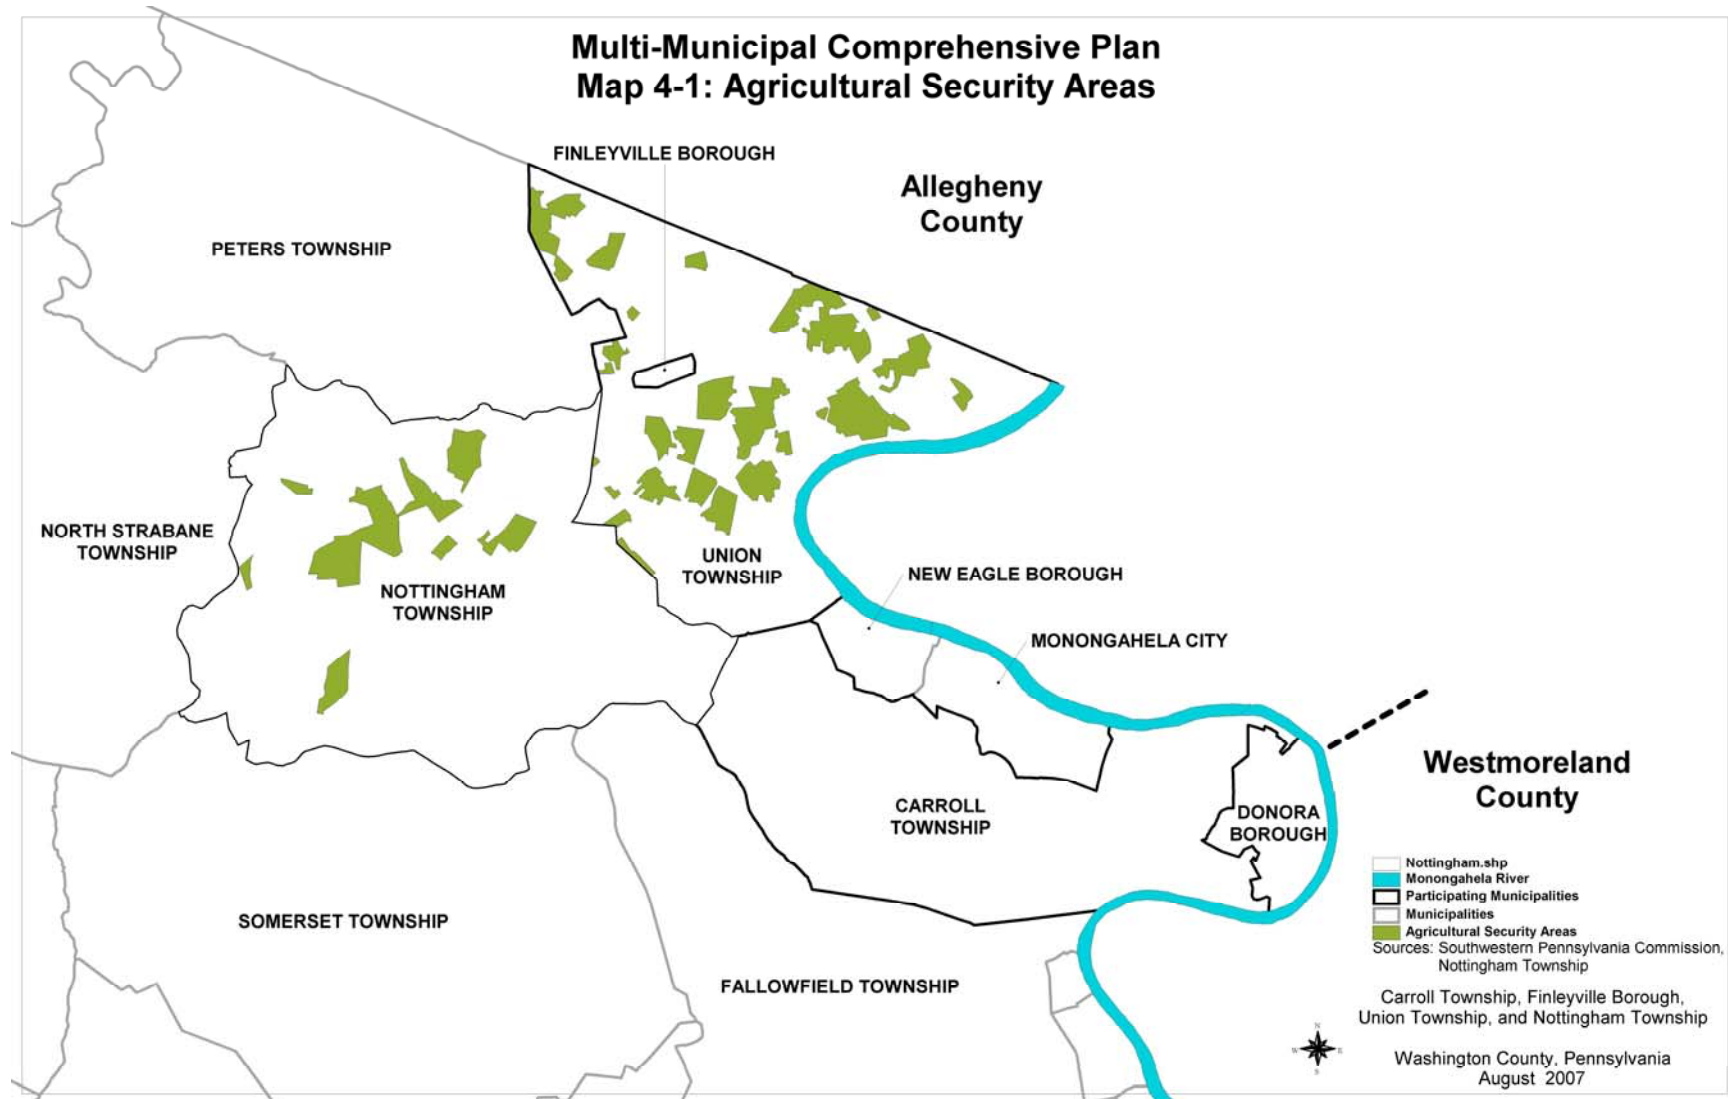 Multi-Municipal Comprehensive Plan
Map 4-1: Agricultural Security Areas
FINLEYVILLE BOROUGH
Allegheny
County
PETERS TOWNSHIP
NORTH STRABANE
TOWNSHIP
UNION
TOWNSHIP
NEW EAGLE BOROUGH
NOTTINGHAM
TOWNSHIP
MONONGAHELA CITY
Westmoreland
County
CARROLL
TOWNSHIP
DONORA
BOROUGH
SOMERSET TOWNSHIP
FALLOWFIELD TOWNSHIP
Nottingham.shp
Monongahela River
Participating Municipalities
Municipalities
Agricultural Security Areas
Sources: Southwestern Pennsylvania Commission,
Nottingham Township
Carroll Township, Finleyville Borough,
Union Township, and Nottingham Township
N
W E
S
Washington County, Pennsylvania
August 2007